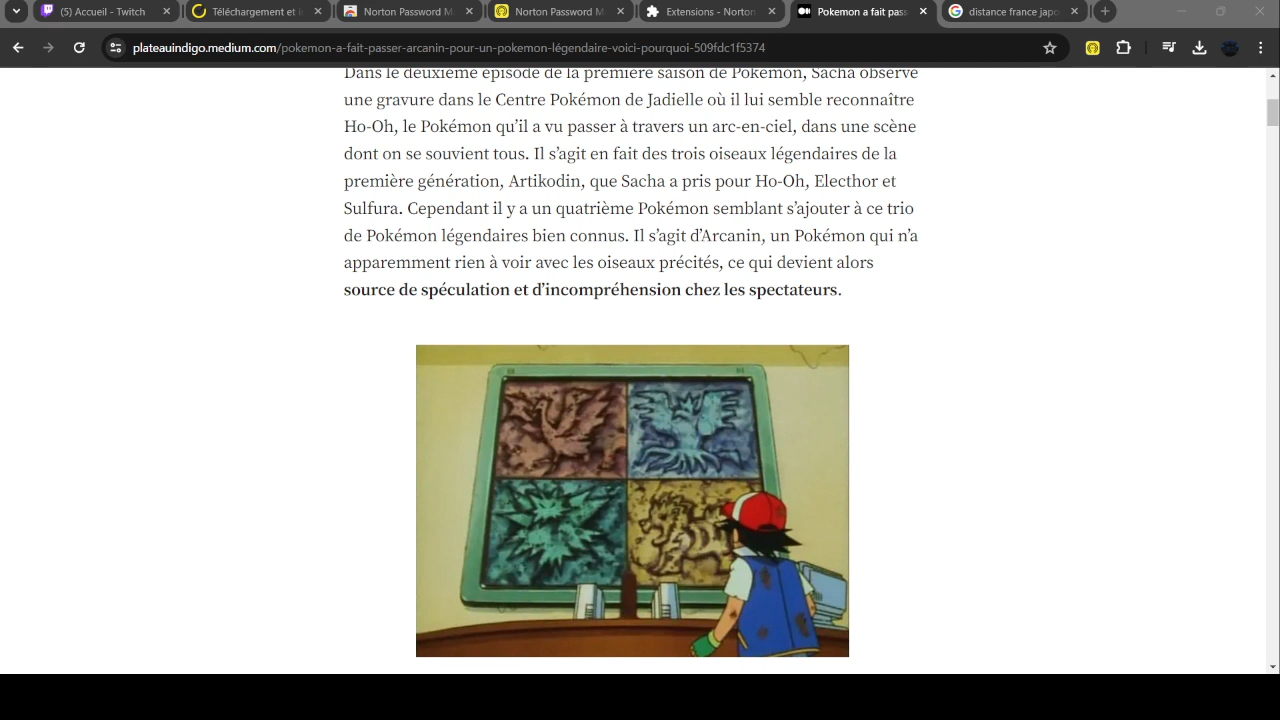 (5) Accueil - Twitch
Téléchargement et i
Norton Password M
Norton Password M
Extensions - Norton
Pokemon a fait pas
distance france japo
plateauindigo.medium.com/pokemon-a-fait-passer-arcanin-pour-un-pokemon-légendaire-voici-pourquoi-509fdc1f5374
Dans le deuxième épisode de la première saison de Pokémon, Sacha observe
une gravure dans le Centre Pokémon de Jadielle où il lui semble reconnaître
Ho-Oh, le Pokémon qu’il a vu passer à travers un arc-en-ciel, dans une scène
dont on se souvient tous. Il s’agit en fait des trois oiseaux légendaires de la
première génération, Artikodin, que Sacha a pris pour Ho-Oh, Electhor et
Sulfura. Cependant il y a un quatrième Pokémon semblant s’ajouter à ce trio
de Pokémon légendaires bien connus. Il s’agit d’Arcanin, un Pokémon qui n’a
apparemment rien à voir avec les oiseaux précités, ce qui devient alors
source de spéculation et d’incompréhension chez les spectateurs.